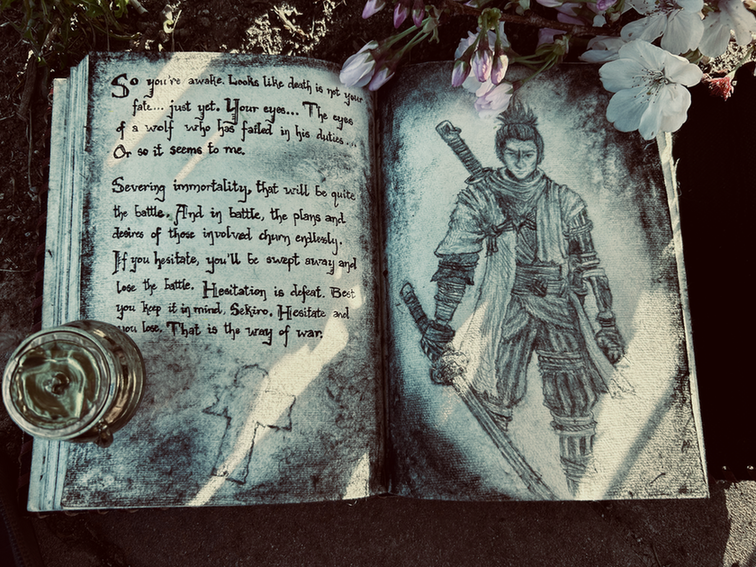 So you're awake. Looks like death is not your
fate... just yet. Your eyes... The eyes
of a wolf who has failed in his duties...
Or so it seems to me.
Severing immortality, that will be quite
the battle. And in battle, the plans and
desires of those involved churn endlessly.
If you hesitate, you'll be swept away and
lose the battle. Hesitation is defeat. Best
you keep it in mind, Sekiro. Hesitate and
you lose. That is the way of war.